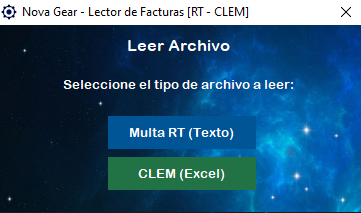 Nova Gear - Lector de Facturas [RT - CLEM]
Leer Archivo
Seleccione el tipo de archivo a leer:
Multa RT (Texto)
CLEM (Excel)